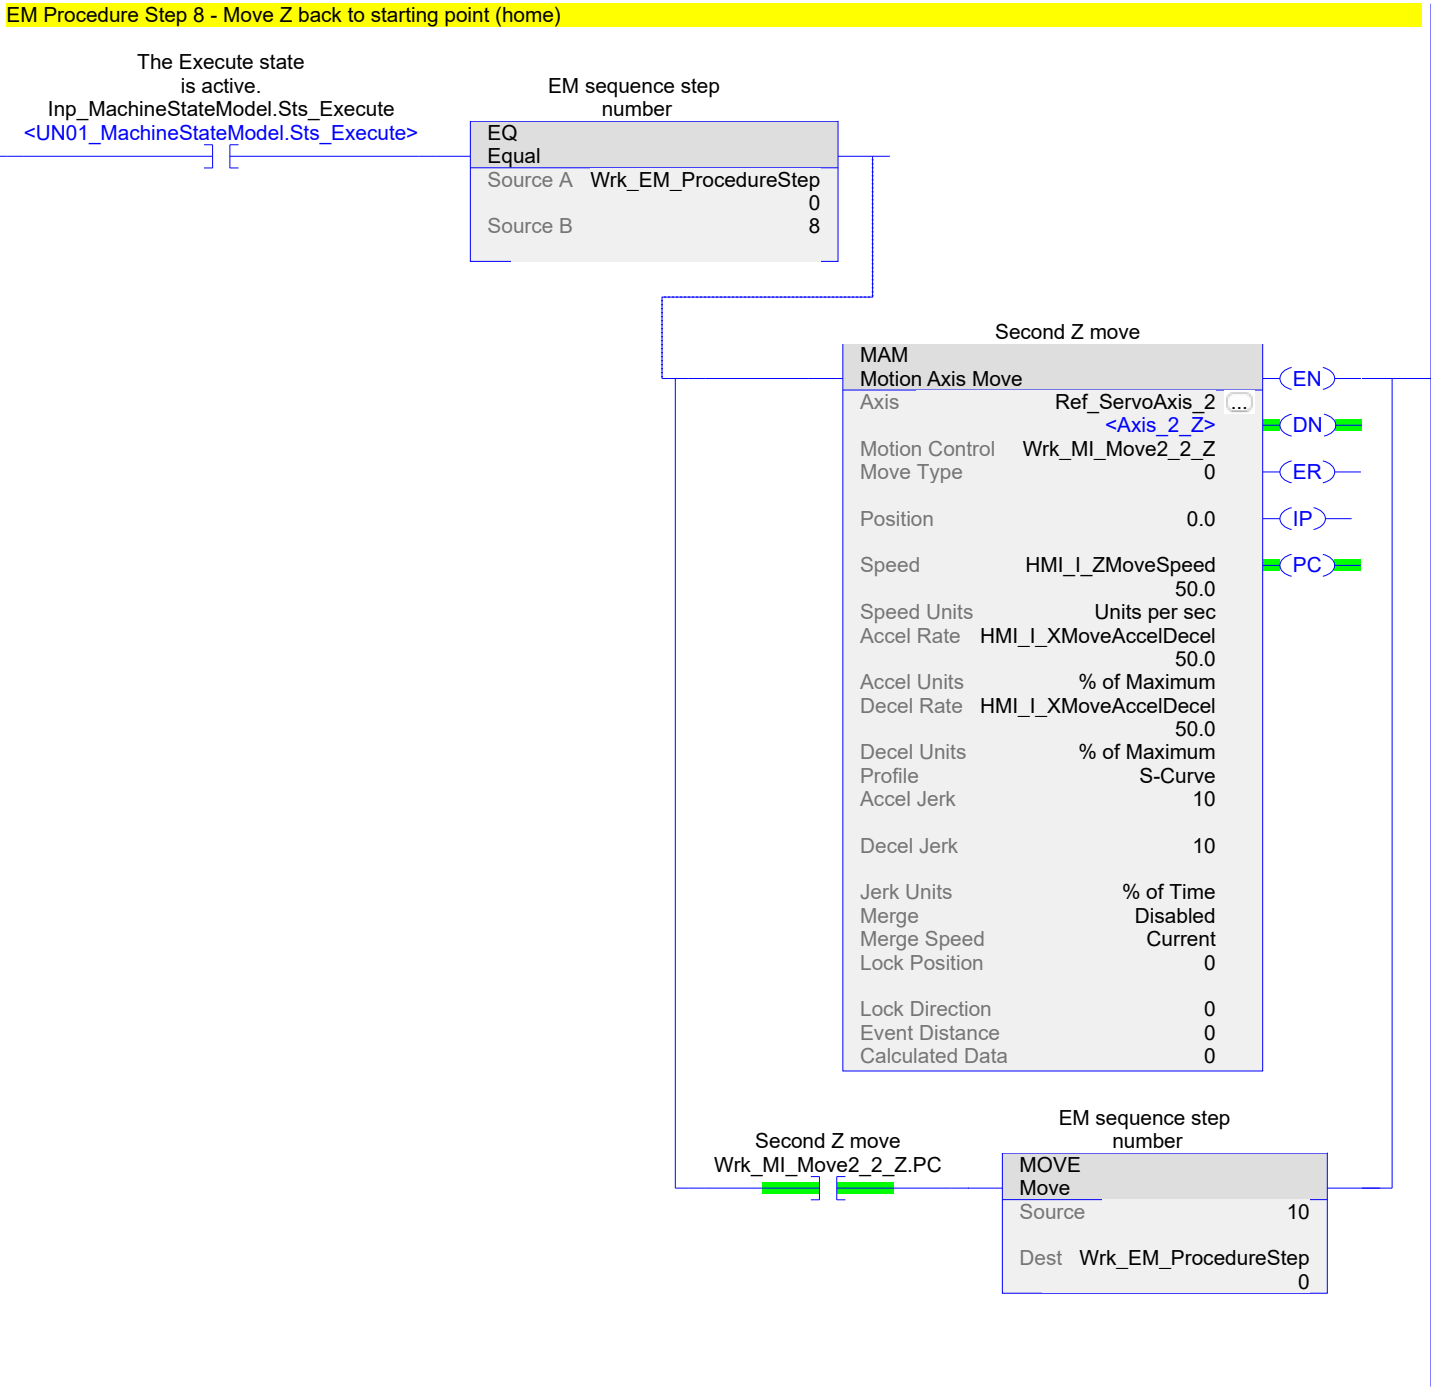 EM Procedure Step 8 - Move Z back to starting point (home)
The Execute state
is active.
Inp_MachineStateModel.Sts_Execute
<UN01_MachineStateModel.Sts_Execute>
EM sequence step
number
EQ
Equal
Source A Wrk_EM_ProcedureStep
0
Source B 8
Second Z move
MAM
Motion Axis Move
Axis Ref_ServoAxis_2 ...
<Axis_2_Z>
Motion Control Wrk_MI_Move2_2_Z
Move Type 0
Position 0.0
Speed HMI_I_ZMoveSpeed
50.0
Speed Units Units per sec
Accel Rate HMI_I_XMoveAccelDecel
50.0
Accel Units % of Maximum
Decel Rate HMI_I_XMoveAccelDecel
50.0
Decel Units % of Maximum
Profile S-Curve
Accel Jerk 10
Decel Jerk 10
Jerk Units % of Time
Merge Disabled
Merge Speed Current
Lock Position 0
Lock Direction 0
Event Distance 0
Calculated Data 0
EN
DN
ER
IP
PC
Second Z move
Wrk_MI_Move2_2_Z.PC
EM sequence step
number
MOVE
Move
Source 10
Dest Wrk_EM_ProcedureStep
0